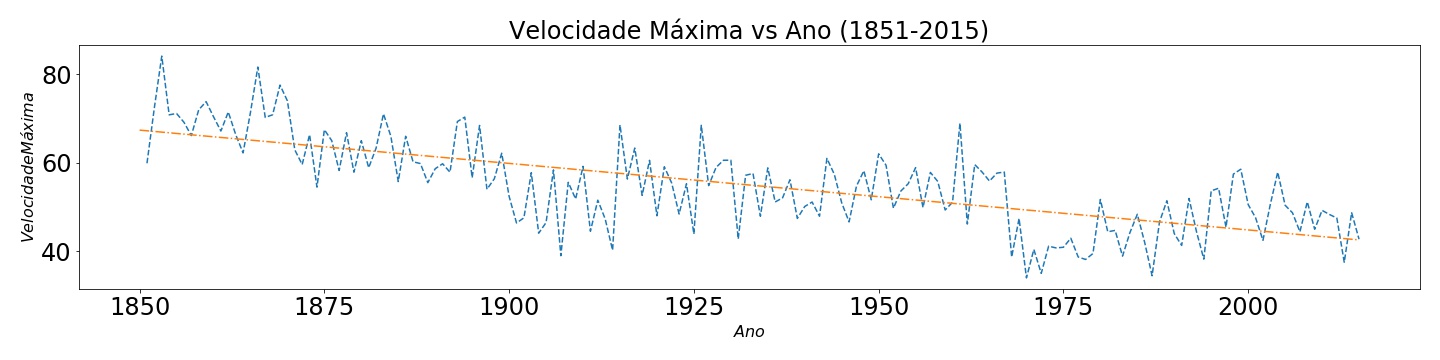 Velocidade Máxima vs Ano (1851-2015)
80
60
40
VelocidadeMáxima
1850 1875 1900 1925 1950 1975 2000
Ano